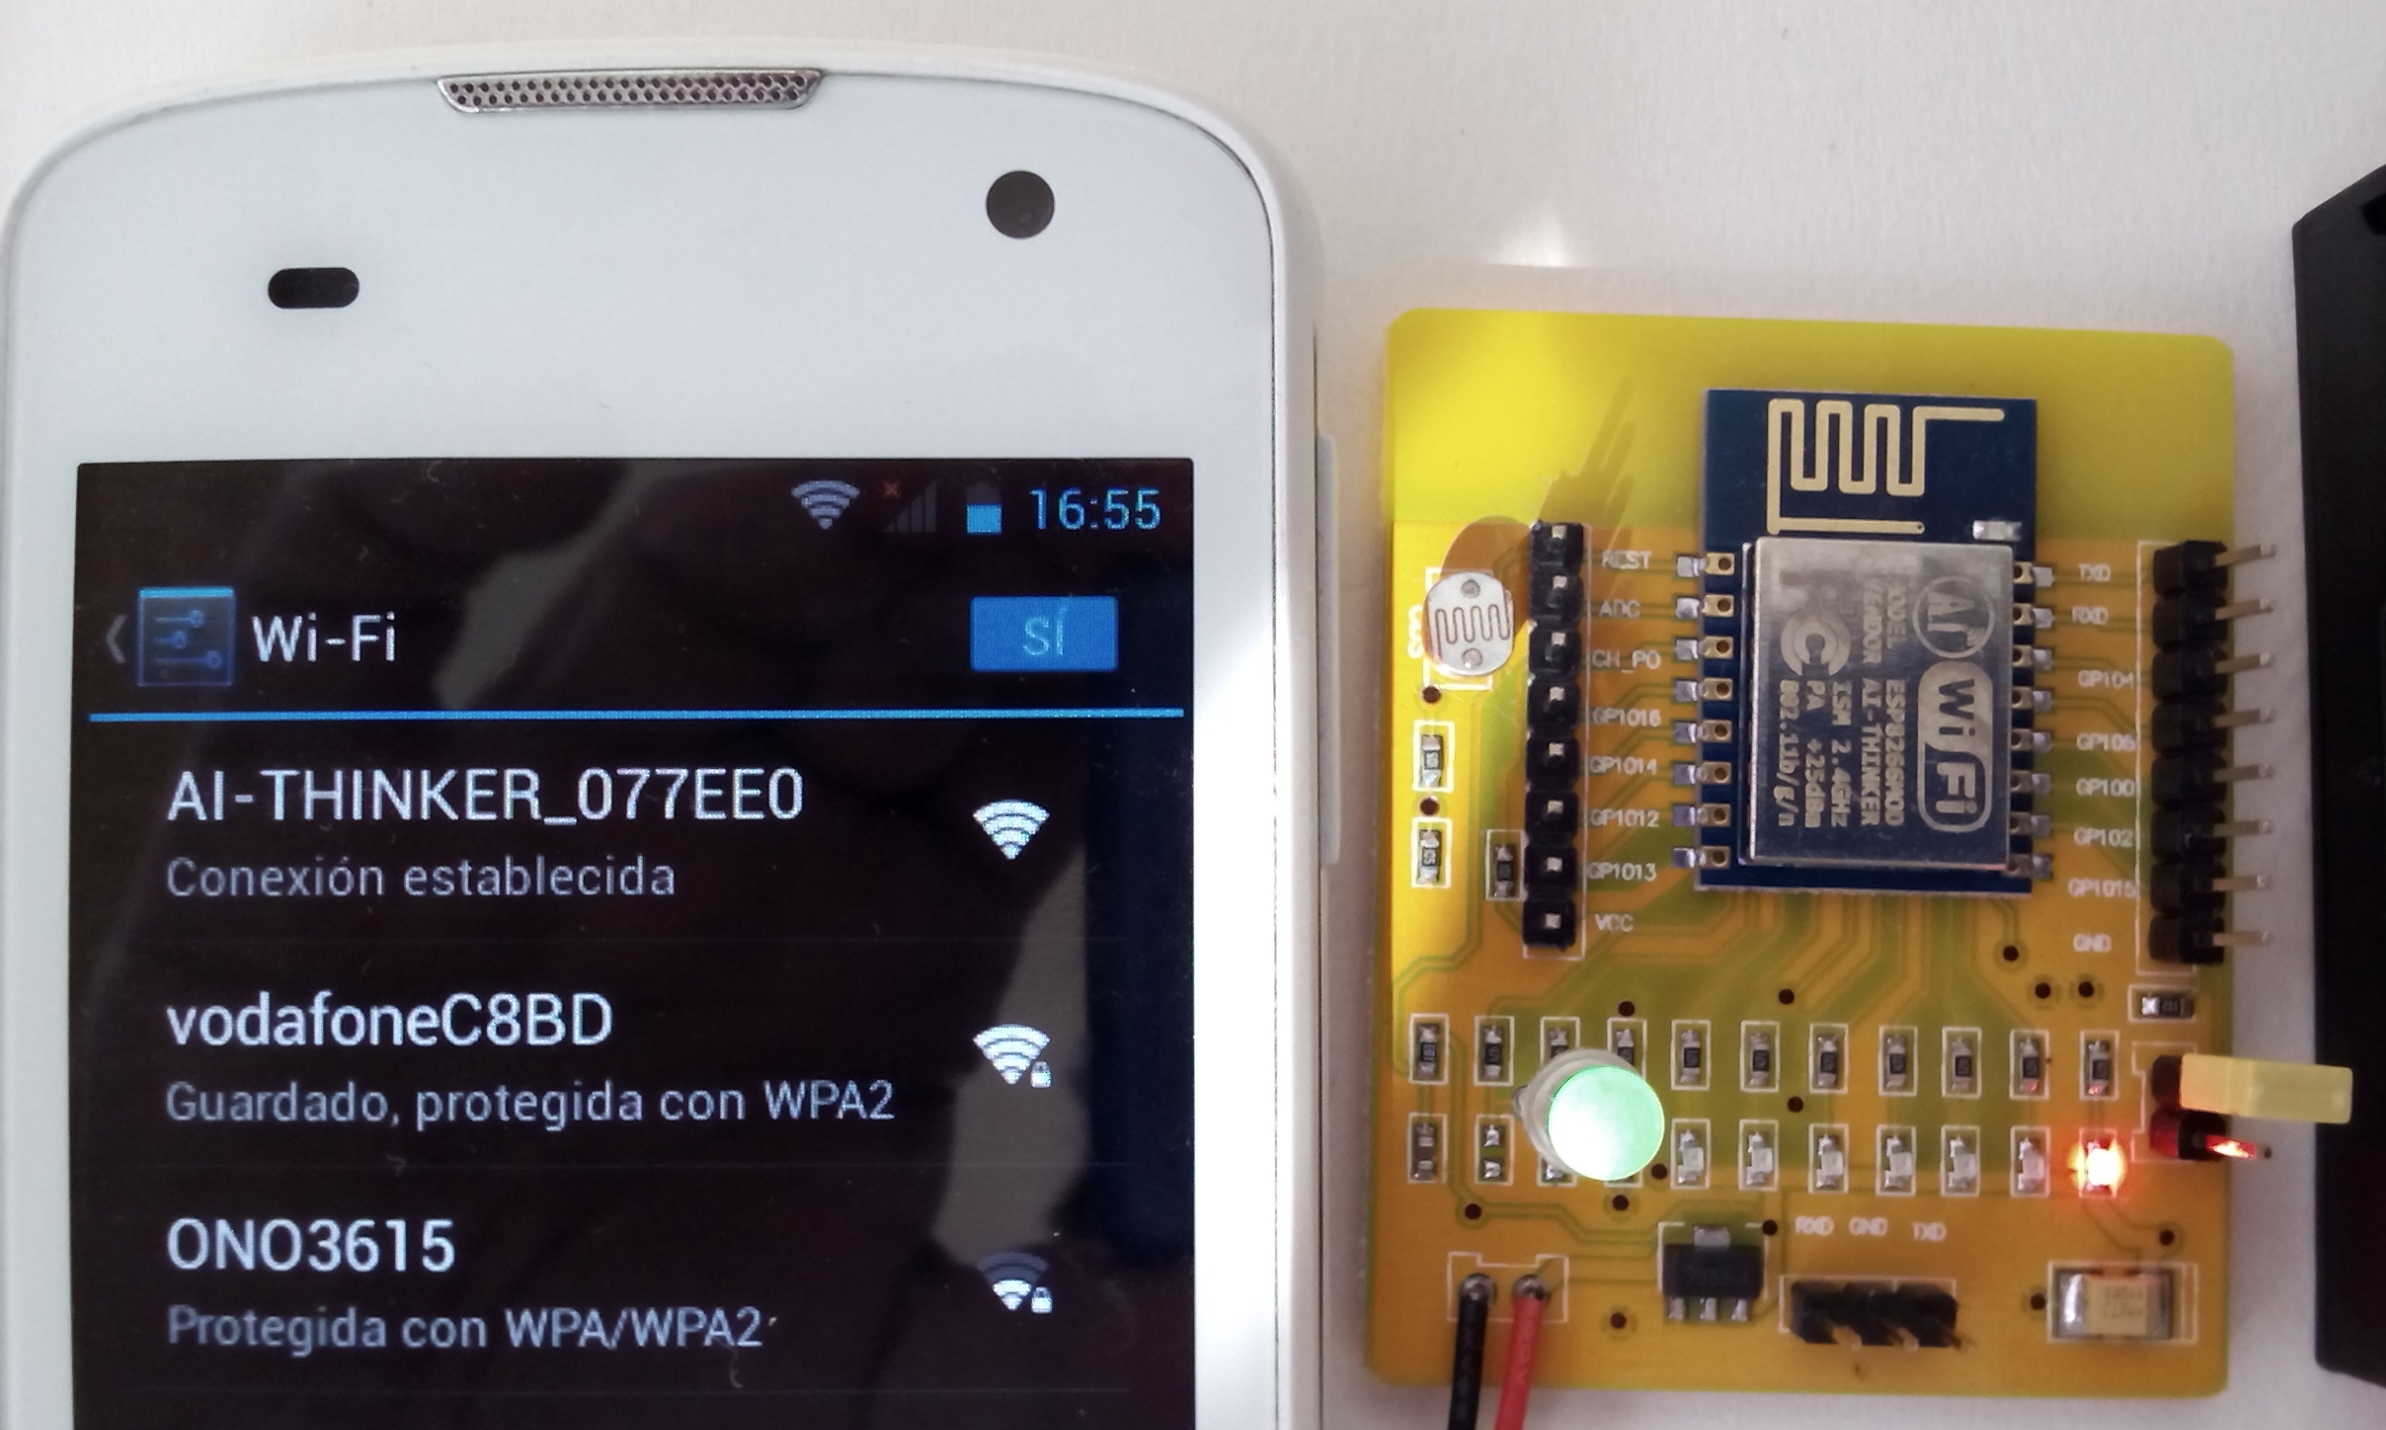 16:55
Wi-Fi
SÍ
AI-THINKER_077EE0
Conexión establecida
vodafoneC8BD
Guardado, protegida con WPA2
ONO3615
Protegida con WPA/WPA2
REST
ADC
CH_PD
GPIO16
GPIO14
GPIO12
GPIO13
VCC
Ai
WiFi
MODEL ESP8266MOD
VENDOR AI-THINKER
ISM 2.4GHz
PA +25dBm
802.11b/g/n
TXD
RXD
GPIO4
GPIO0
GPIO2
GPIO15
GND
RXD GND TXD